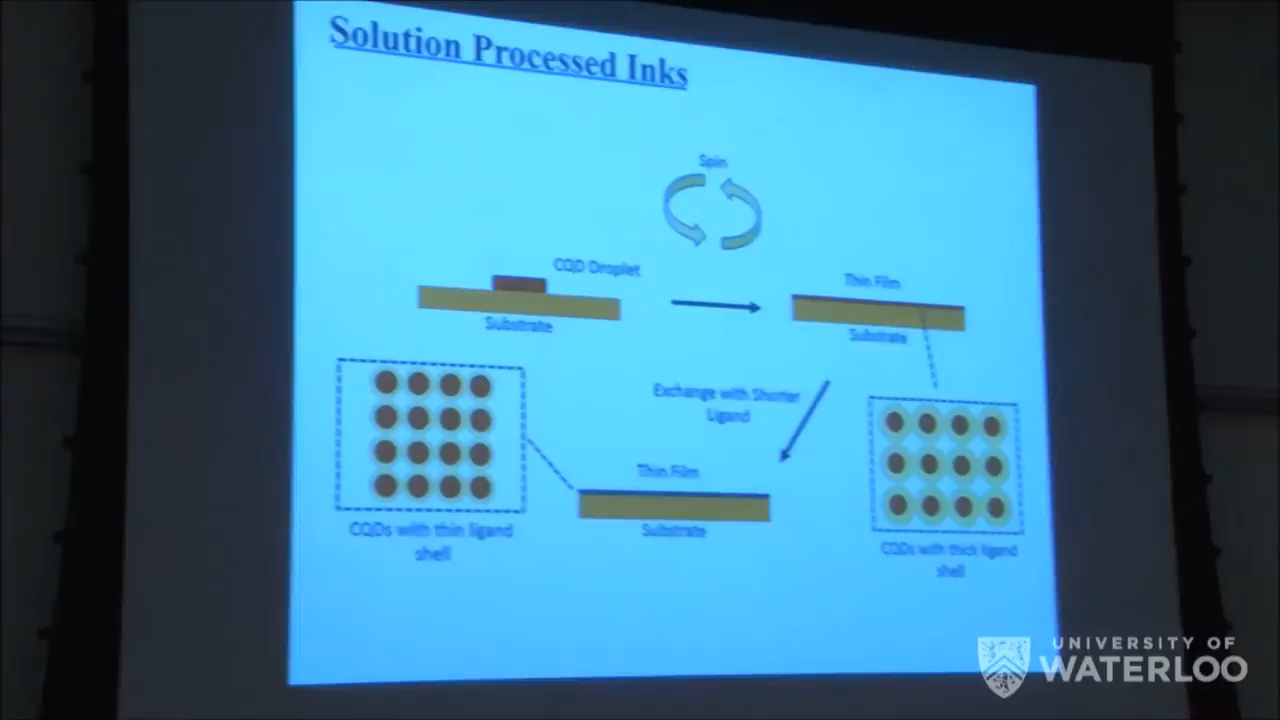 Solution Processed Inks
Spin
CQD Droplet
Substrate
Thin Film
Substrate
Exchange with Shorter
Ligand
Thin Film
Substrate
CQDs with thin ligand
shell
CQDs with thick ligand
shell
UNIVERSITY OF
WATERLOO